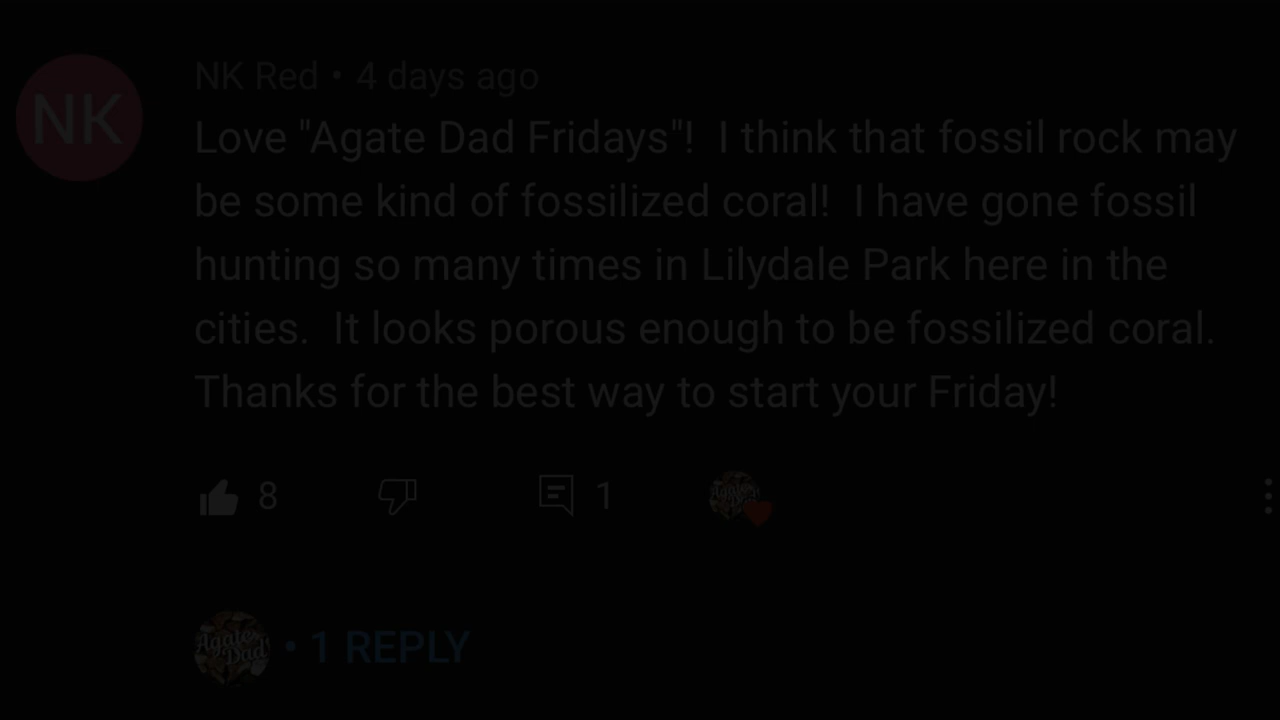 NK
NK Red • 4 days ago
Love "Agate Dad Fridays"!  I think that fossil rock may
be some kind of fossilized coral!  I have gone fossil
hunting so many times in Lilydale Park here in the
cities.  It looks porous enough to be fossilized coral.
Thanks for the best way to start your Friday!
8
1
Agate Dad
• 1 REPLY